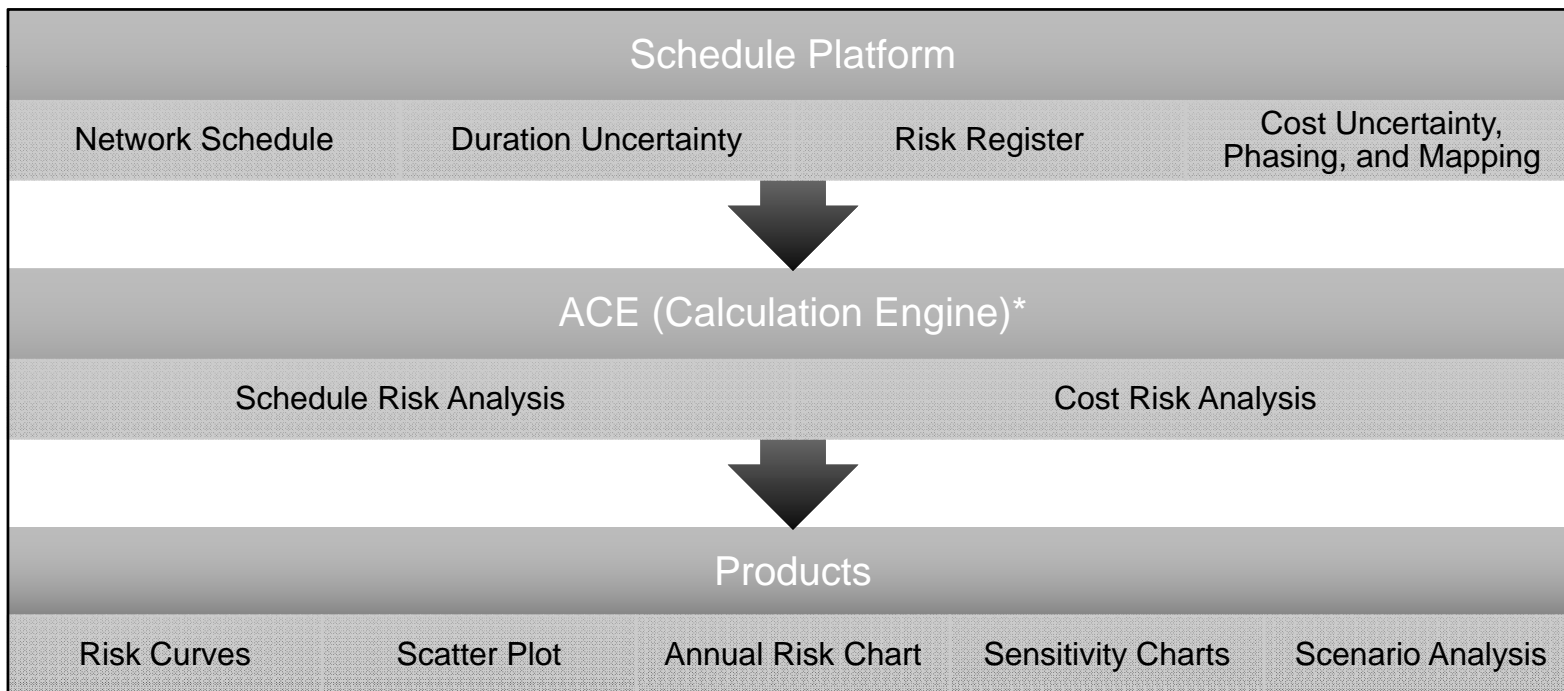 Schedule Platform
Network Schedule
Duration Uncertainty
Risk Register
Cost Uncertainty,
Phasing, and Mapping
ACE (Calculation Engine)*
Schedule Risk Analysis
Cost Risk Analysis
Products
Risk Curves
Scatter Plot
Annual Risk Chart
Sensitivity Charts
Scenario Analysis